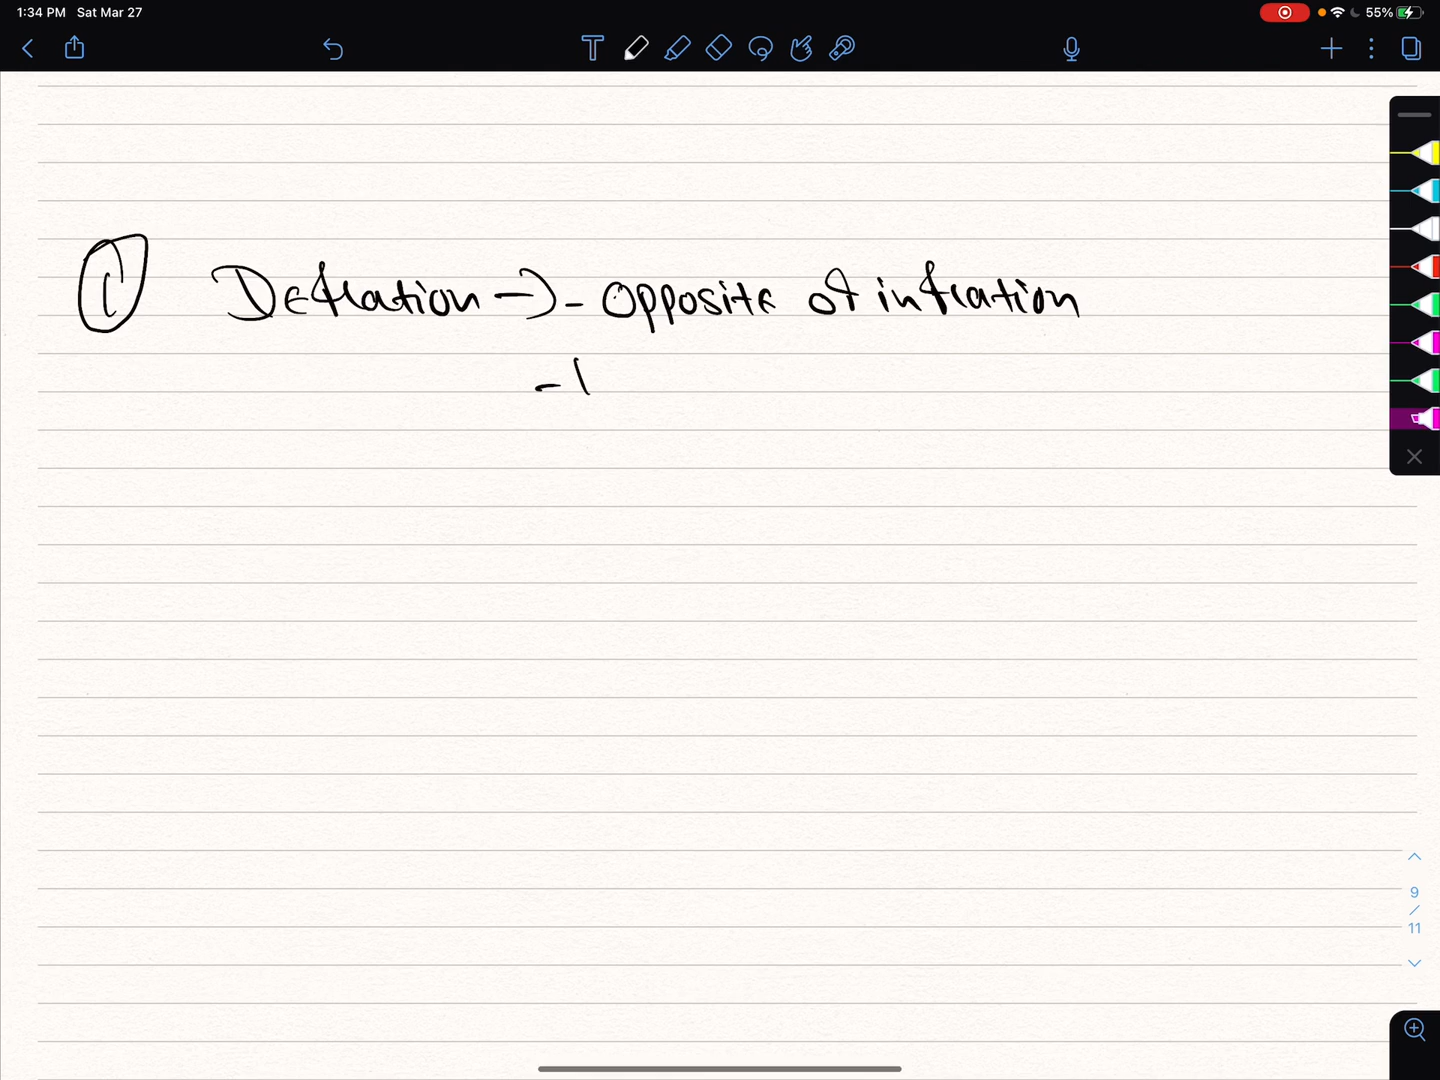 1:34 PM Sat Mar 27 55%
T
① Deflation → - Opposite of inflation
-
9
/
11